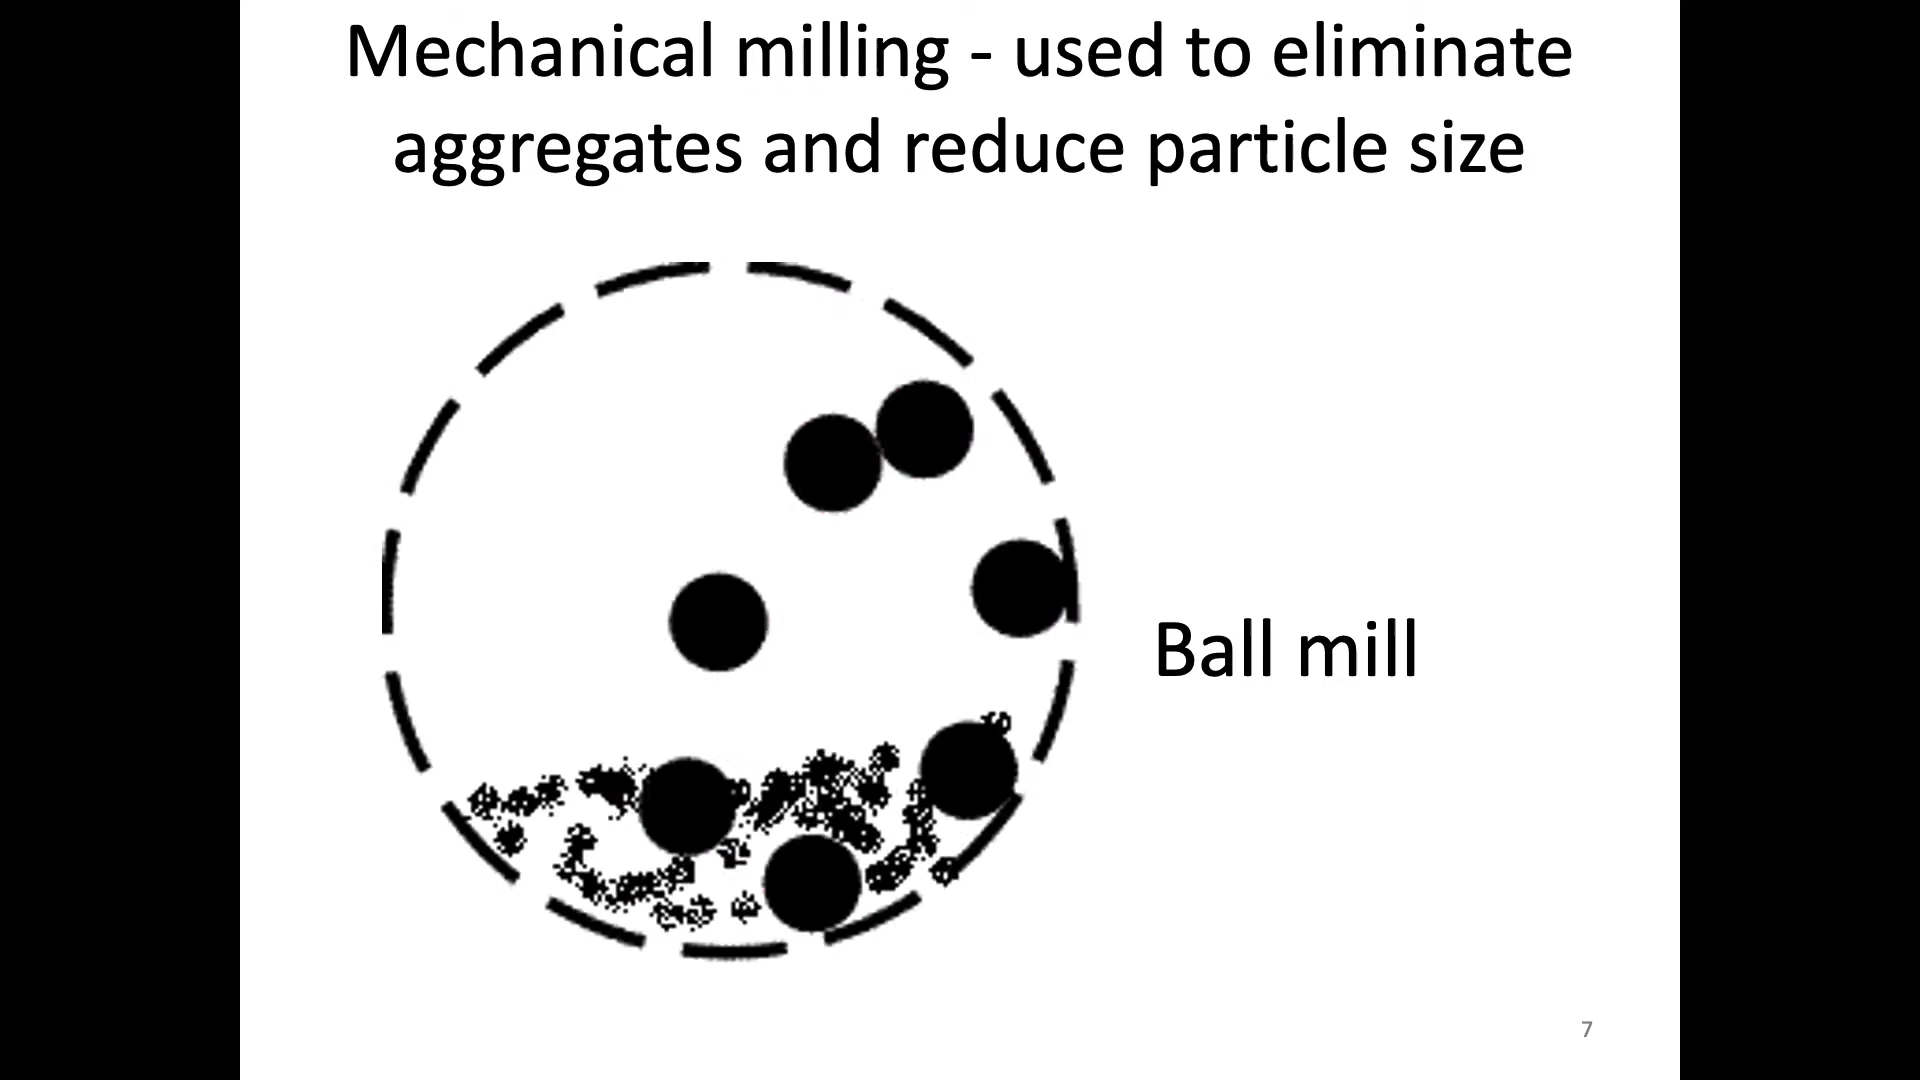 Mechanical milling - used to eliminate
aggregates and reduce particle size
Ball mill
7